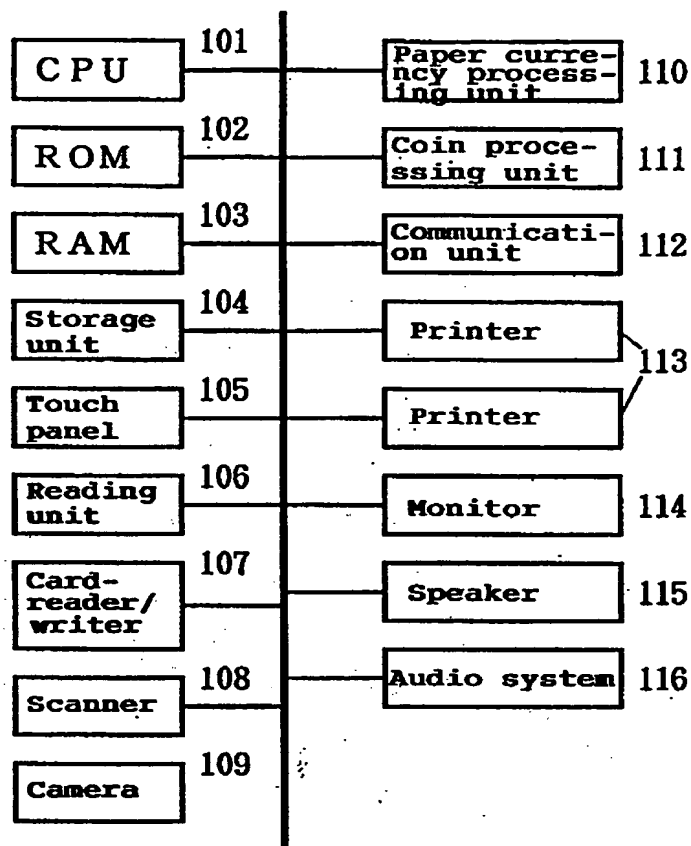 101
CPU
102
ROM
103
RAM
104
Storage
unit
105
Touch
panel
106
Reading
unit
107
Card-
reader/
writer
108
Scanner
109
Camera
Paper curre-
ncy process-
ing unit
110
Coin proce-
ssing unit
111
Communicati-
on unit
112
Printer
113
Printer
Monitor
114
Speaker
115
Audio system
116